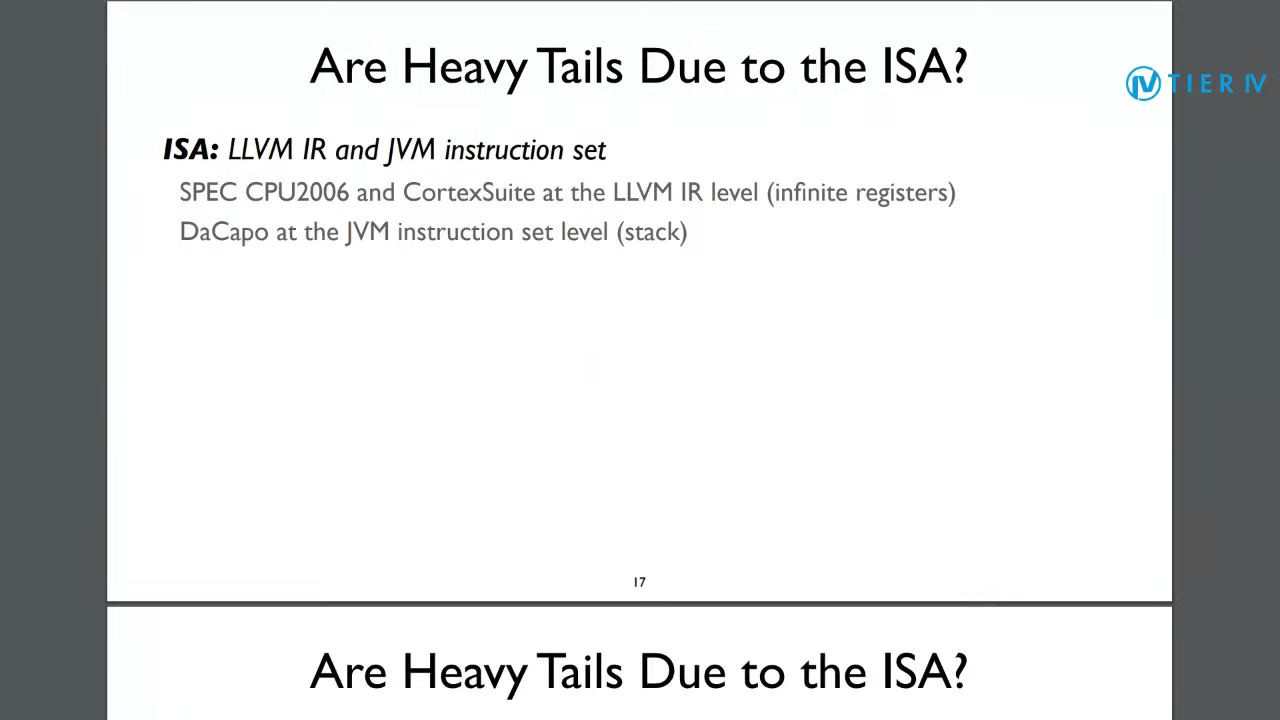 Are Heavy Tails Due to the ISA?
TIER IV
ISA: LLVM IR and JVM instruction set
SPEC CPU2006 and CortexSuite at the LLVM IR level (infinite registers)
DaCapo at the JVM instruction set level (stack)
17
Are Heavy Tails Due to the ISA?